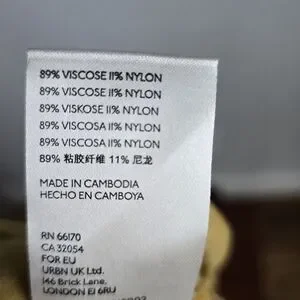 89% VISCOSE 11% NYLON
89% VISCOSE 11% NYLON
89% VISKOSE 11% NYLON
89% VISCOSA 11% NYLON
89% VISCOSA 11% NYLON
89% 粘胶纤维 11% 尼龙
MADE IN CAMBODIA
HECHO EN CAMBOYA
RN 66170
CA 32054
FOR EU
URBN UK Ltd.
146 Brick Lane,
LONDON E1 6RU